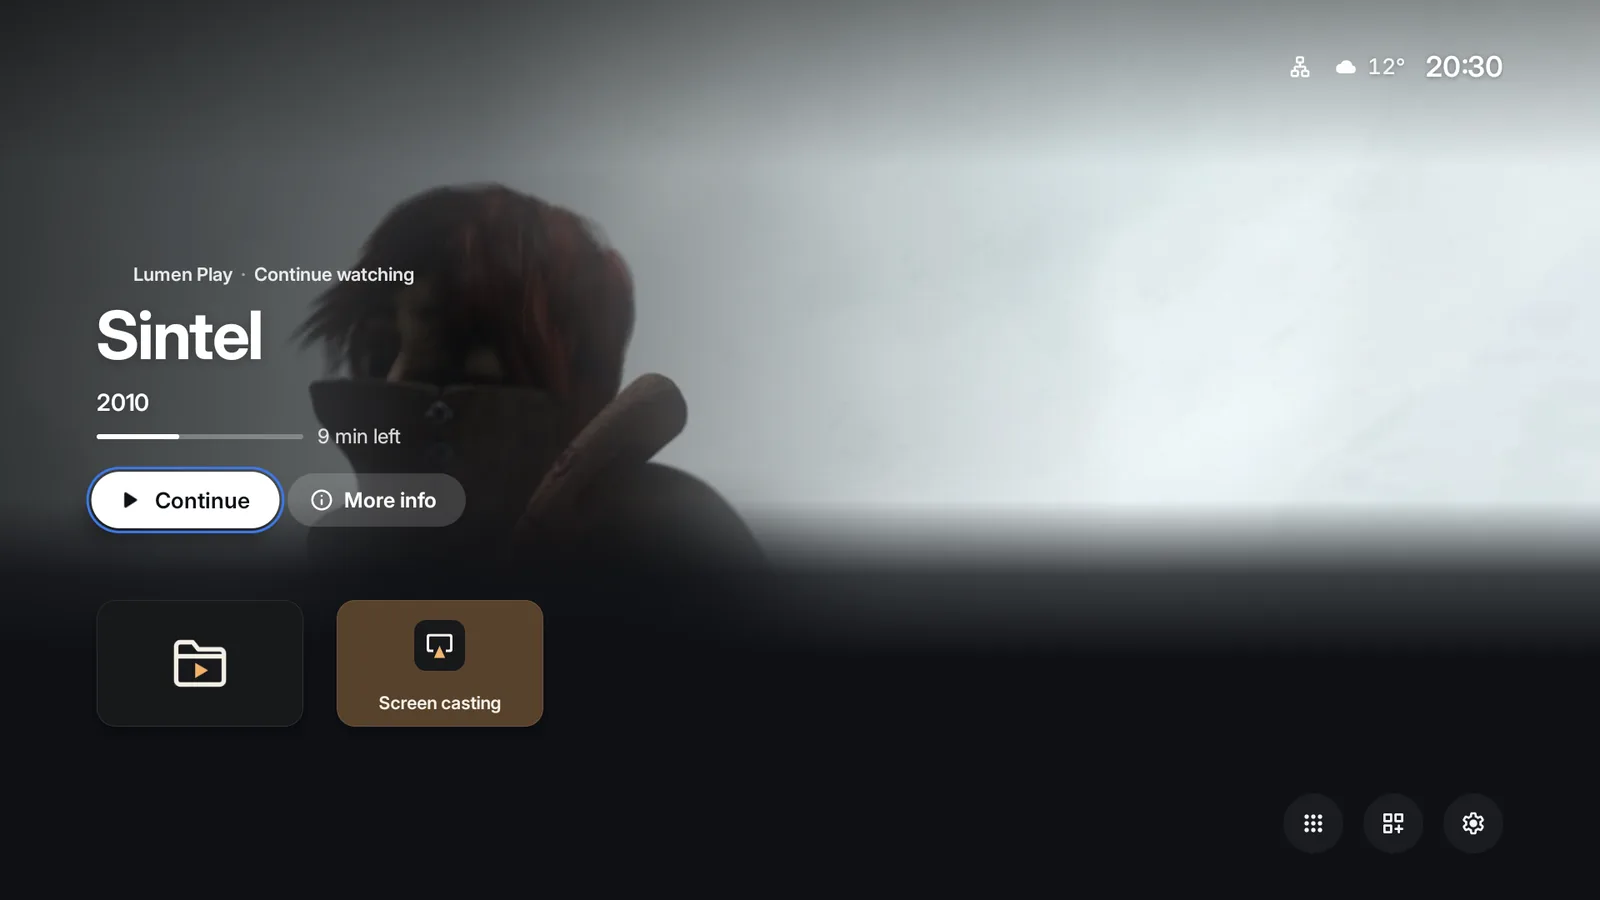 12° 20:30
Lumen Play · Continue watching
Sintel
2010
9 min left
Continue
More info
Screen casting